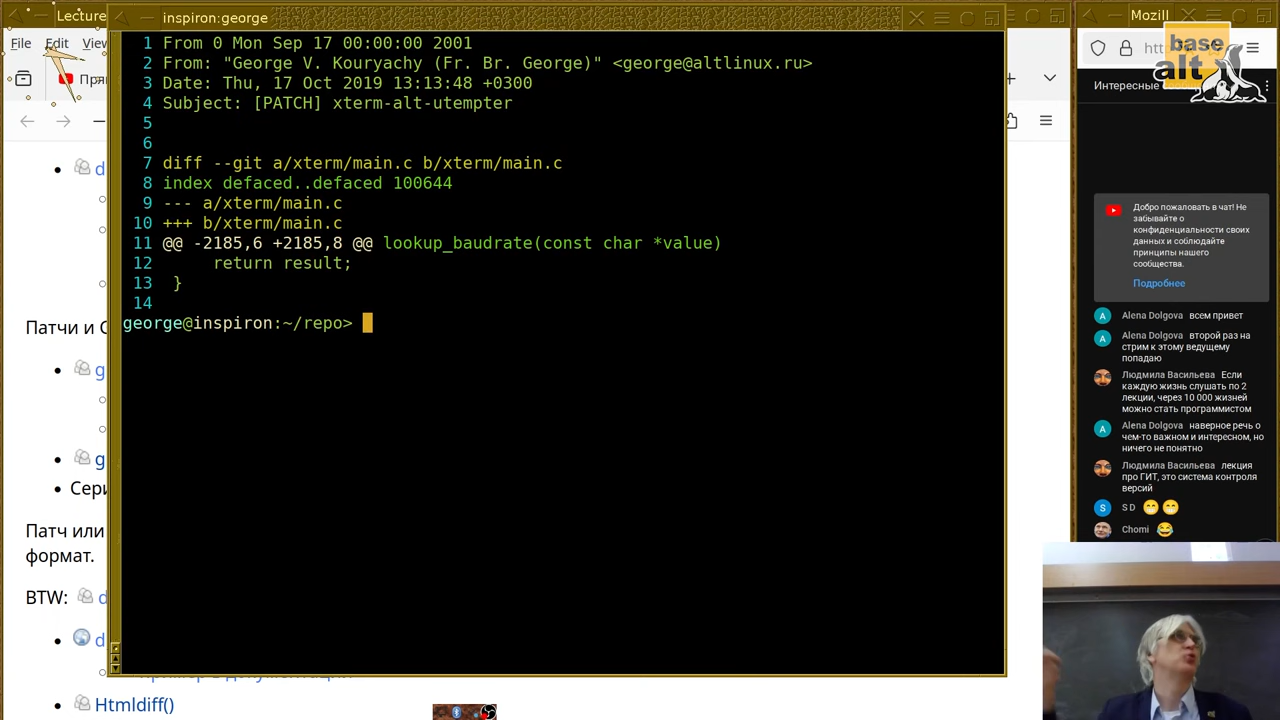 Lecture
inspiron:george
Mozill
File Edit View
При
htt
base
alt
Интересные
1 From 0 Mon Sep 17 00:00:00 2001
2 From: "George V. Kouryachy (Fr. Br. George)" <george@altlinux.ru>
3 Date: Thu, 17 Oct 2019 13:13:48 +0300
4 Subject: [PATCH] xterm-alt-utempter
5
6
7 diff --git a/xterm/main.c b/xterm/main.c
8 index defaced..defaced 100644
9 --- a/xterm/main.c
10 +++ b/xterm/main.c
11 @@ -2185,6 +2185,8 @@ lookup_baudrate(const char *value)
12 return result;
13 }
14
george@inspiron:~/repo>
d
Патчи и С
g
g
Сери
Патч или
формат.
BTW: d
d
Htmldiff()
Добро пожаловать в чат! Не
забывайте о
конфиденциальности своих
данных и соблюдайте
принципы нашего
сообщества.
Подробнее
A Alena Dolgova всем привет
A Alena Dolgova второй раз на
стрим к этому ведущему
попадаю
Людмила Васильева Если
каждую жизнь слушать по 2
лекции, через 10 000 жизней
можно стать программистом
A Alena Dolgova наверное речь о
чем-то важном и интересном, но
ничего не понятно
Людмила Васильева лекция
про ГИТ, это система контроля
версий
S S D
Chomi